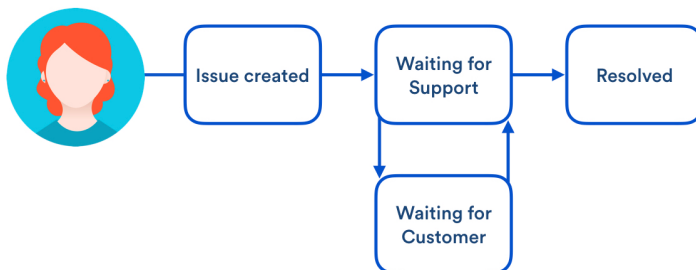 Issue created
Waiting for
Support
Resolved
Waiting for
Customer